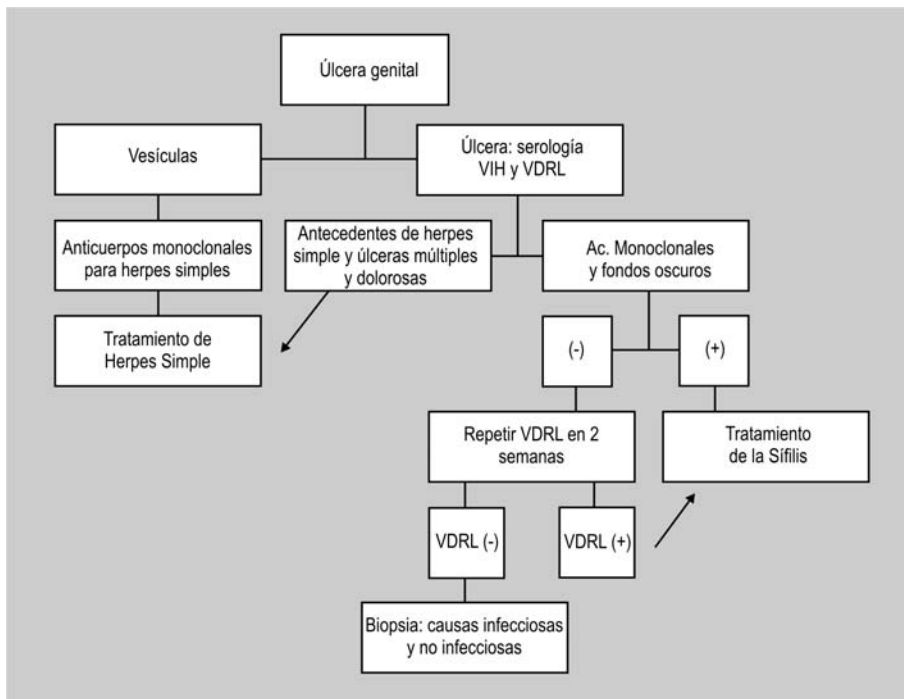 Úlcera genital
Vesículas
Úlcera: serología
VIH y VDRL
Anticuerpos monoclonales
para herpes simples
Antecedentes de herpes
simple y úlceras múltiples
y dolorosas
Ac. Monoclonales
y fondos oscuros
Tratamiento de
Herpes Simple
(-)
(+)
Repetir VDRL en 2
semanas
Tratamiento
de la Sífilis
VDRL (-)
VDRL (+)
Biopsia: causas infecciosas
y no infecciosas